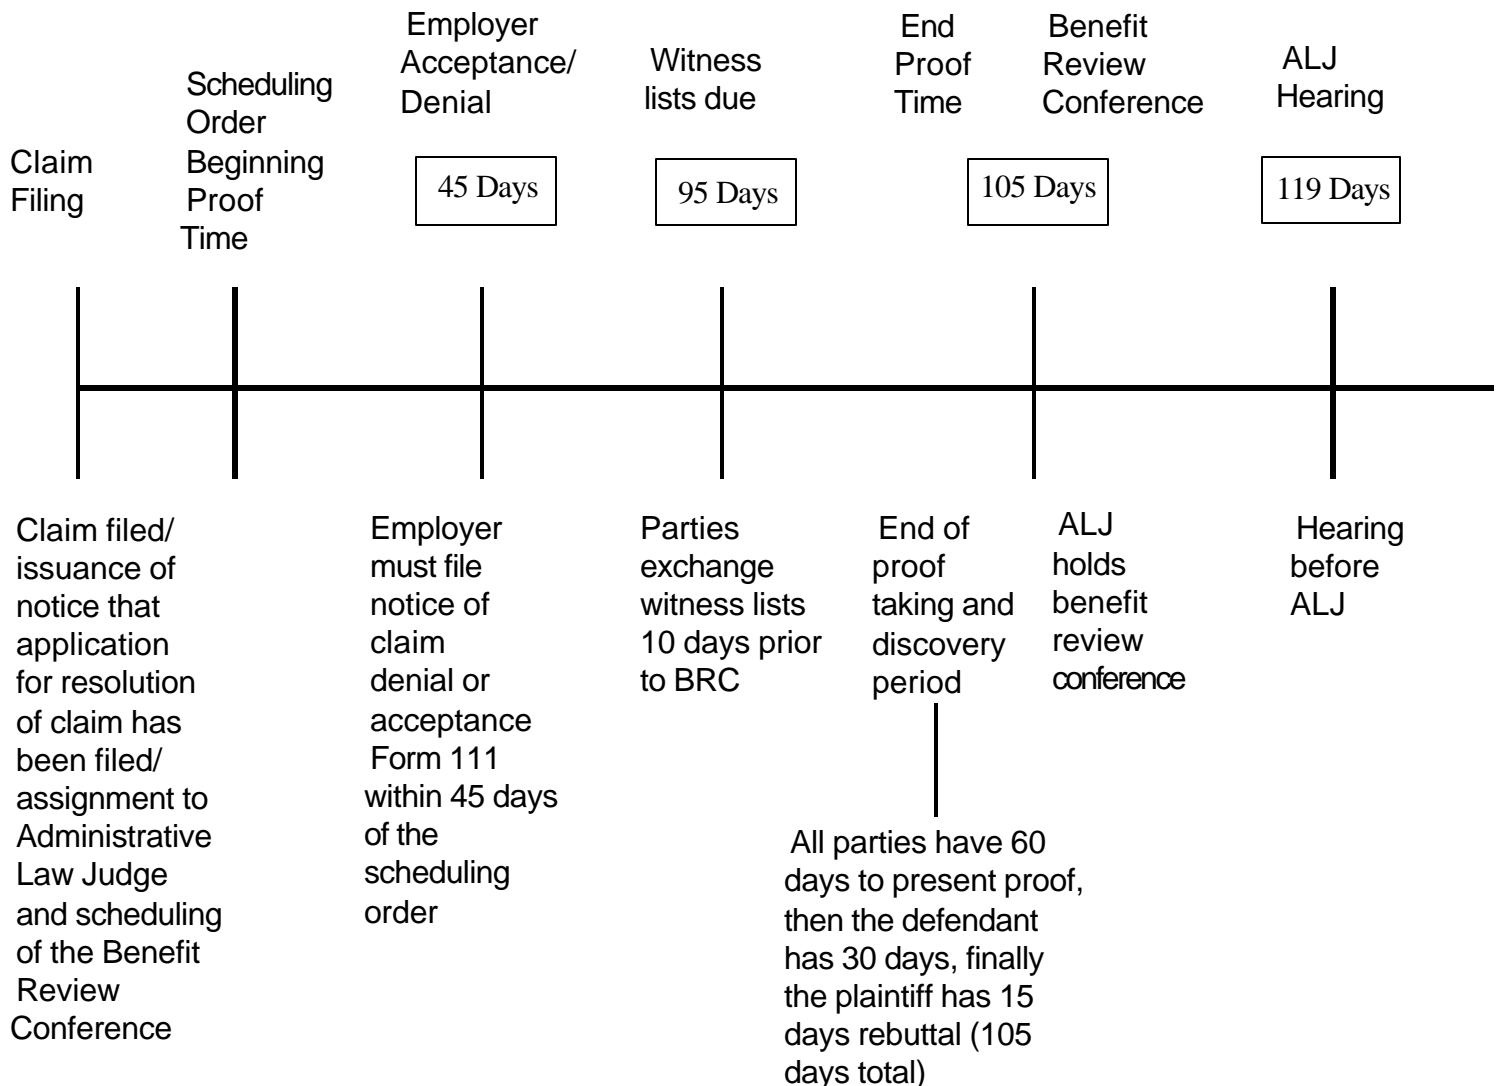 Claim
Filing
Scheduling
Order
Beginning
Proof
Time
Employer
Acceptance/
Denial
45 Days
Witness
lists due
95 Days
End
Proof
Time
Benefit
Review
Conference
105 Days
ALJ
Hearing
119 Days
Claim filed/
issuance of
notice that
application
for resolution
of claim has
been filed/
assignment to
Administrative
Law Judge
and scheduling
of the Benefit
Review
Conference
Employer
must file
notice of
claim
denial or
acceptance
Form 111
within 45 days
of the
scheduling
order
Parties
exchange
witness lists
10 days prior
to BRC
End of
proof
taking and
discovery
period
All parties have 60
days to present proof,
then the defendant
has 30 days, finally
the plaintiff has 15
days rebuttal (105
days total)
ALJ
holds
benefit
review
conference
Hearing
before
ALJ